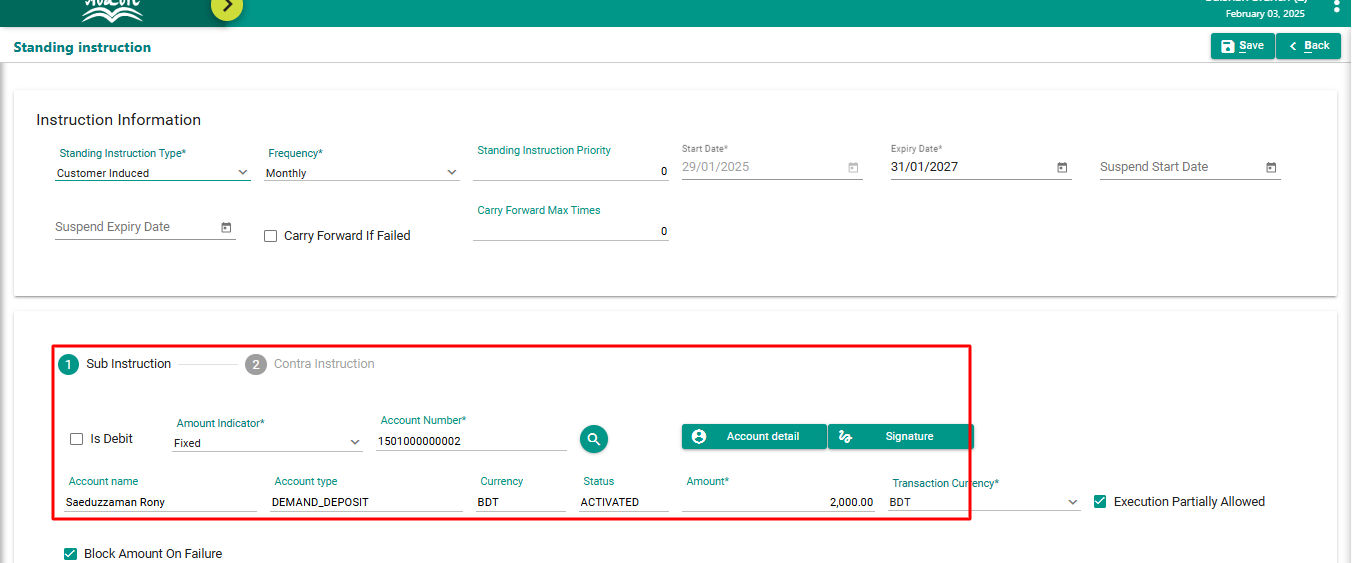 February 03, 2025
Standing instruction
Save
Back
Instruction Information
Standing Instruction Type*
Frequency*
Standing Instruction Priority
Start Date*
Expiry Date*
Customer Induced
Monthly
0
29/01/2025
31/01/2027
Suspend Start Date
Suspend Expiry Date
Carry Forward If Failed
Carry Forward Max Times
0
1 Sub Instruction
2 Contra Instruction
Is Debit
Amount Indicator*
Fixed
Account Number*
1501000000002
Account detail
Signature
Account name
Account type
Currency
Status
Amount*
Transaction Currency*
Saeduzzaman Rony
DEMAND_DEPOSIT
BDT
ACTIVATED
2,000.00
BDT
Execution Partially Allowed
Block Amount On Failure